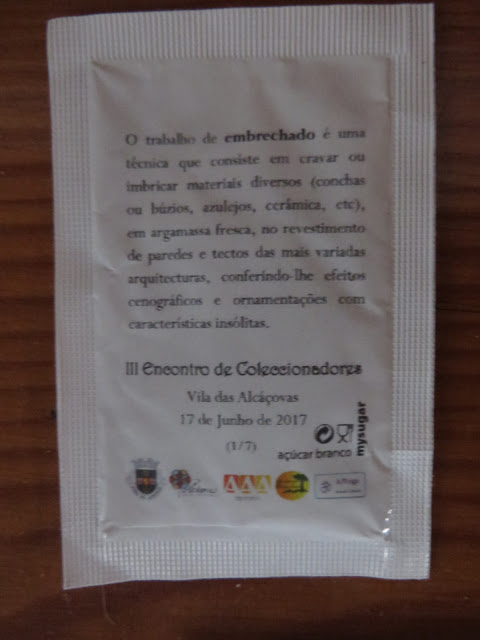 O trabalho de embrechado é uma
técnica que consiste em cravar ou
imbricar materiais diversos (conchas
ou búzios, azulejos, cerâmica, etc),
em argamassa fresca, no revestimento
de paredes e tectos das mais variadas
arquitecturas, conferindo-lhe efeitos
cenográficos e ornamentações com
características insólitas.
III Encontro de Coleccionadores
Vila das Alcáçovas
17 de Junho de 2017
(1/7)
açúcar branco
mysugar
AAA